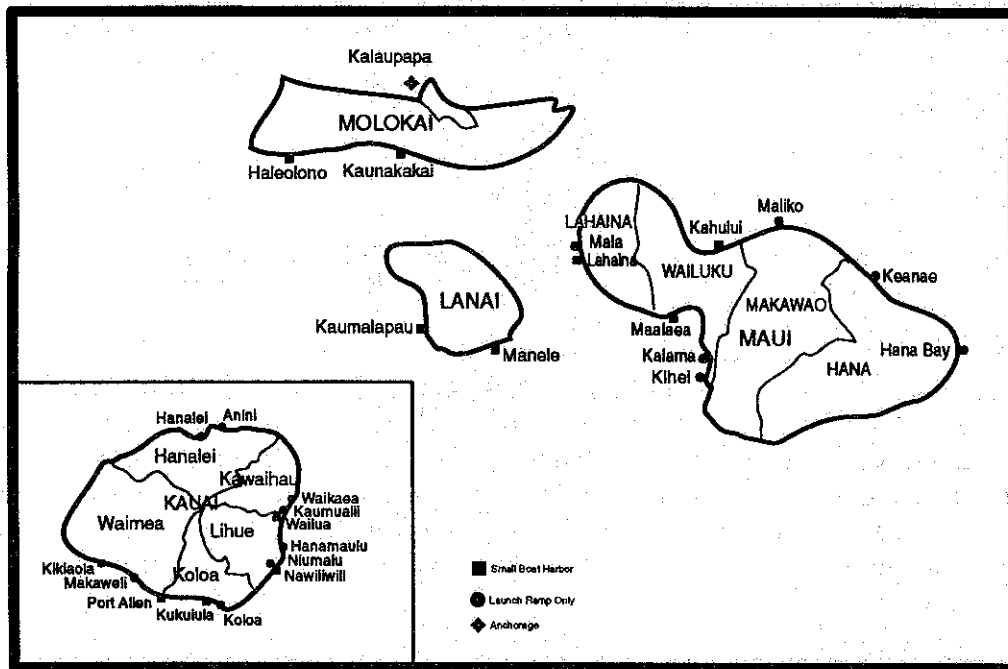 Kalaupapa
MOLOKAI
Haleolono
Kaunakakai
LAHAINA
Mala
Lahaina
Kahului
Maliko
WAILUKU
Keanae
MAKAWAO
LANAI
Kaumalapau
Manele
Maalaea
MAUI
Kalama
Kihei
HANA
Hana Bay
Hanalei
Anini
Hanalei
Kawaihau
KAUAI
Waikaea
Kaumualii
Wailua
Waimea
Lihue
Hanamaulu
Niumalu
Nawiliwili
Kikiaola
Makaweli
Koloa
Port Allen
Kukuiula
Koloa
Small Boat Harbor
Launch Ramp Only
Anchorage